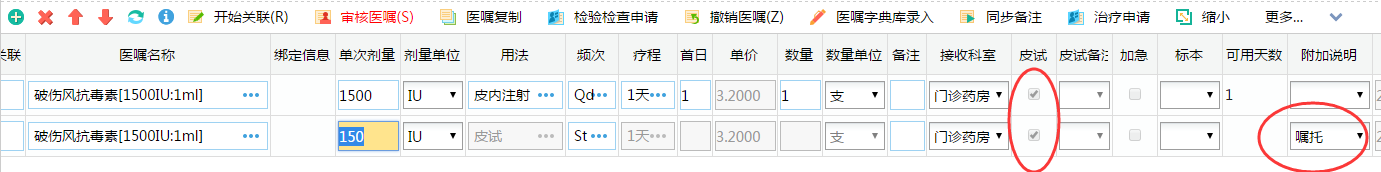 开始关联(R) 审核医嘱(S) 医嘱复制 检验检查申请 撤销医嘱(Z) 医嘱字典库录入 同步备注 治疗申请 缩小 更多...
关联 医嘱名称 绑定信息 单次剂量 剂量单位 用法 频次 疗程 首日 单价 数量 数量单位 备注 接收科室 皮试 皮试备注 加急 标本 可用天数 附加说明
破伤风抗毒素[1500IU:1ml] 1500 IU 皮内注射 Qd 1天 1 3.2000 1 支 门诊药房 1
破伤风抗毒素[1500IU:1ml] 150 IU 皮试 St 1天 3.2000 支 门诊药房 嘱托